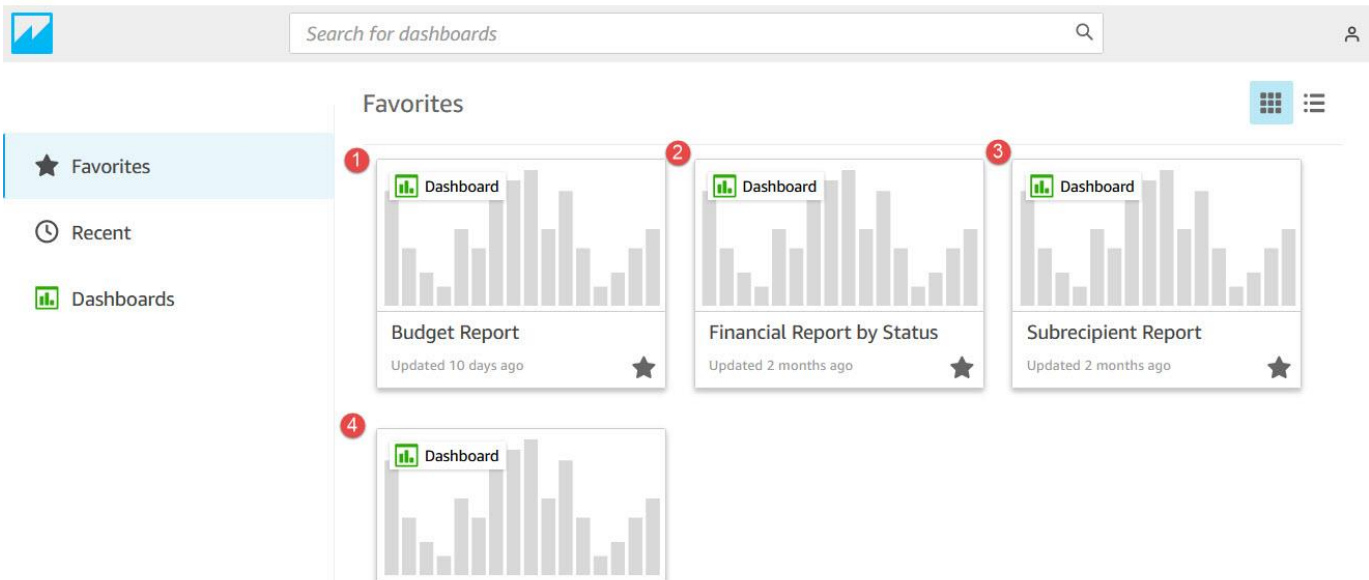 Search for dashboards
Favorites
Favorites
Recent
Dashboards
1
Dashboard
Budget Report
Updated 10 days ago
2
Dashboard
Financial Report by Status
Updated 2 months ago
3
Dashboard
Subrecipient Report
Updated 2 months ago
4
Dashboard